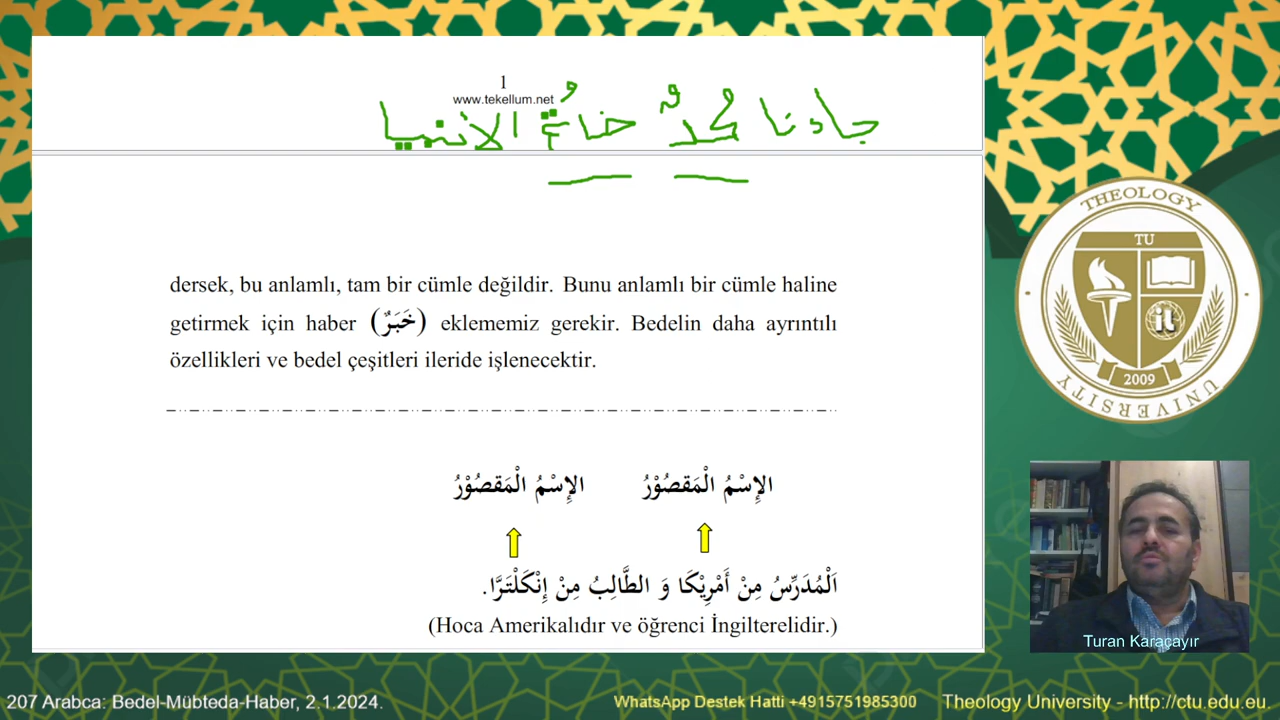 1
www.tekellum.net
جاءنا محمدٌ خاتمُ الأنبيا
dersek, bu anlamlı, tam bir cümle değildir. Bunu anlamlı bir cümle haline
getirmek için haber (خَبَرٌ) eklememiz gerekir. Bedelin daha ayrıntılı
özellikleri ve bedel çeşitleri ileride işlenecektir.
الإِسْمُ الْمَقصُوْرُ الإِسْمُ الْمَقصُوْرُ
اَلْمُدَرِّسُ مِنْ أَمْرِيْكَا وَ الطَّالِبُ مِنْ إِنْكَلْتَرَّا.
(Hoca Amerikalıdır ve öğrenci İngilterelidir.)
THEOLOGY
TU
2009
UNIVERSITY
Turan Karaçayır
207 Arabca: Bedel-Mübteda-Haber, 2.1.2024.
WhatsApp Destek Hatti +4915751985300
Theology University - http://ctu.edu.eu.